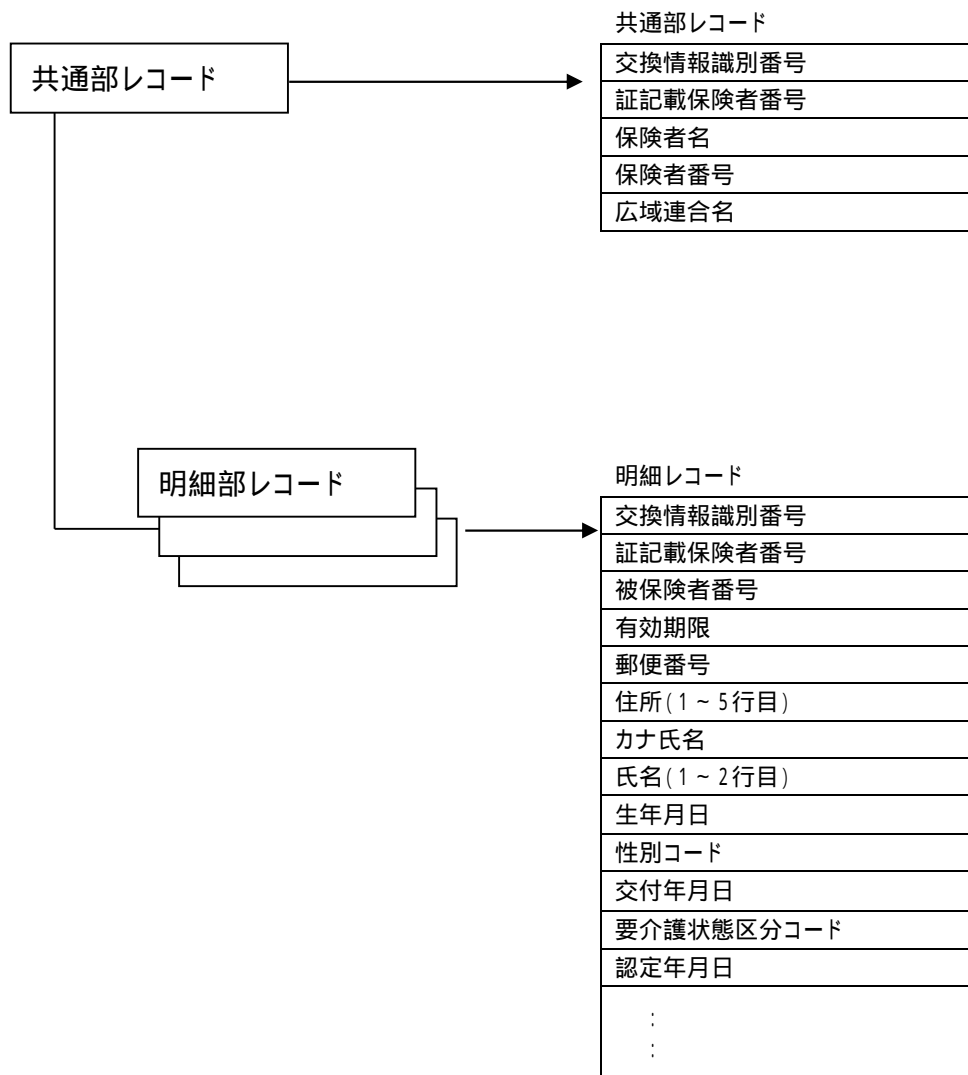 共通部レコード
共通部レコード
交換情報識別番号
証記載保険者番号
保険者名
保険者番号
広域連合名
明細部レコード
明細レコード
交換情報識別番号
証記載保険者番号
被保険者番号
有効期限
郵便番号
住所(1~5行目)
カナ氏名
氏名(1~2行目)
生年月日
性別コード
交付年月日
要介護状態区分コード
認定年月日
:
: